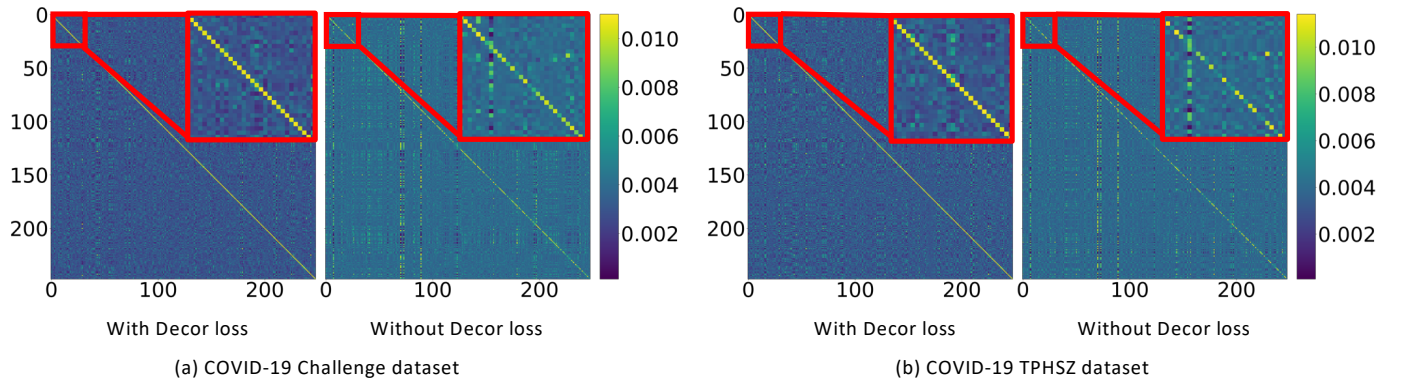 0
50
100
150
200
0 100 200
0 100 200
0.010
0.008
0.006
0.004
0.002
With Decor loss
Without Decor loss
(a) COVID-19 Challenge dataset
0
50
100
150
200
0 100 200
0 100 200
0.010
0.008
0.006
0.004
0.002
With Decor loss
Without Decor loss
(b) COVID-19 TPHSZ dataset